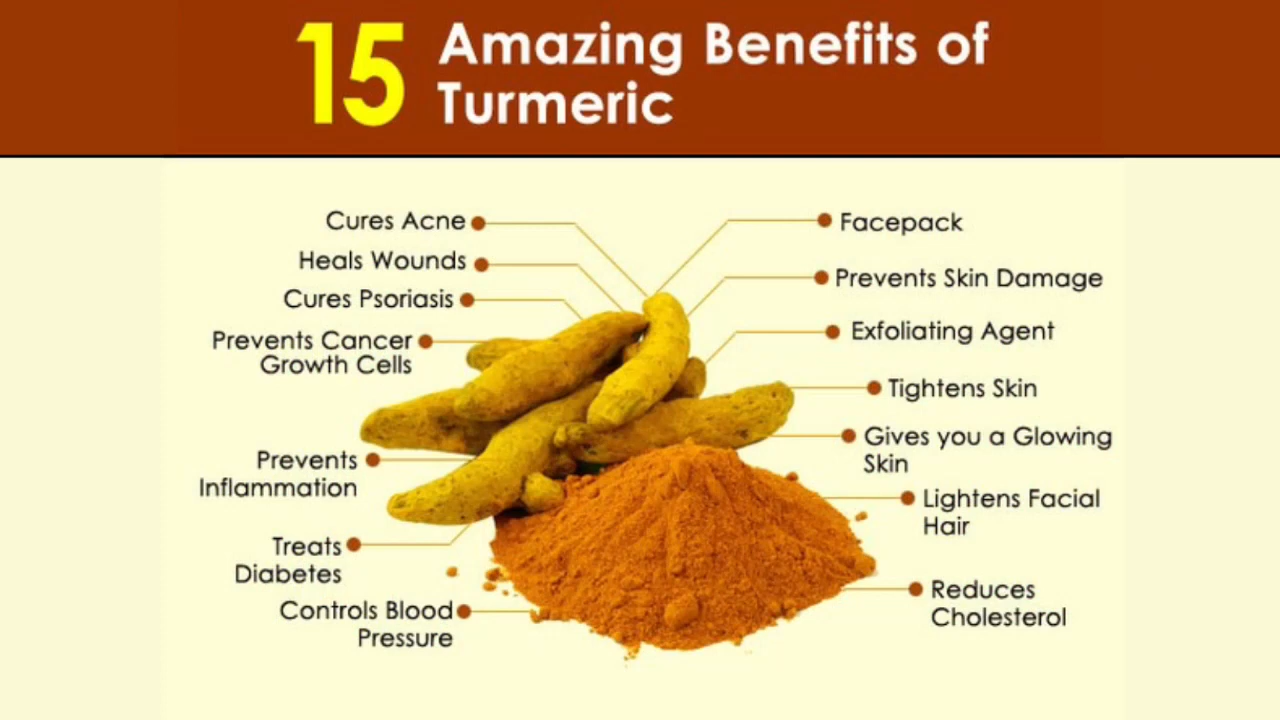 15
Amazing Benefits of
Turmeric
Cures Acne
Heals Wounds
Cures Psoriasis
Prevents Cancer
Growth Cells
Prevents
Inflammation
Treats
Diabetes
Controls Blood
Pressure
Facepack
Prevents Skin Damage
Exfoliating Agent
Tightens Skin
Gives you a Glowing
Skin
Lightens Facial
Hair
Reduces
Cholesterol